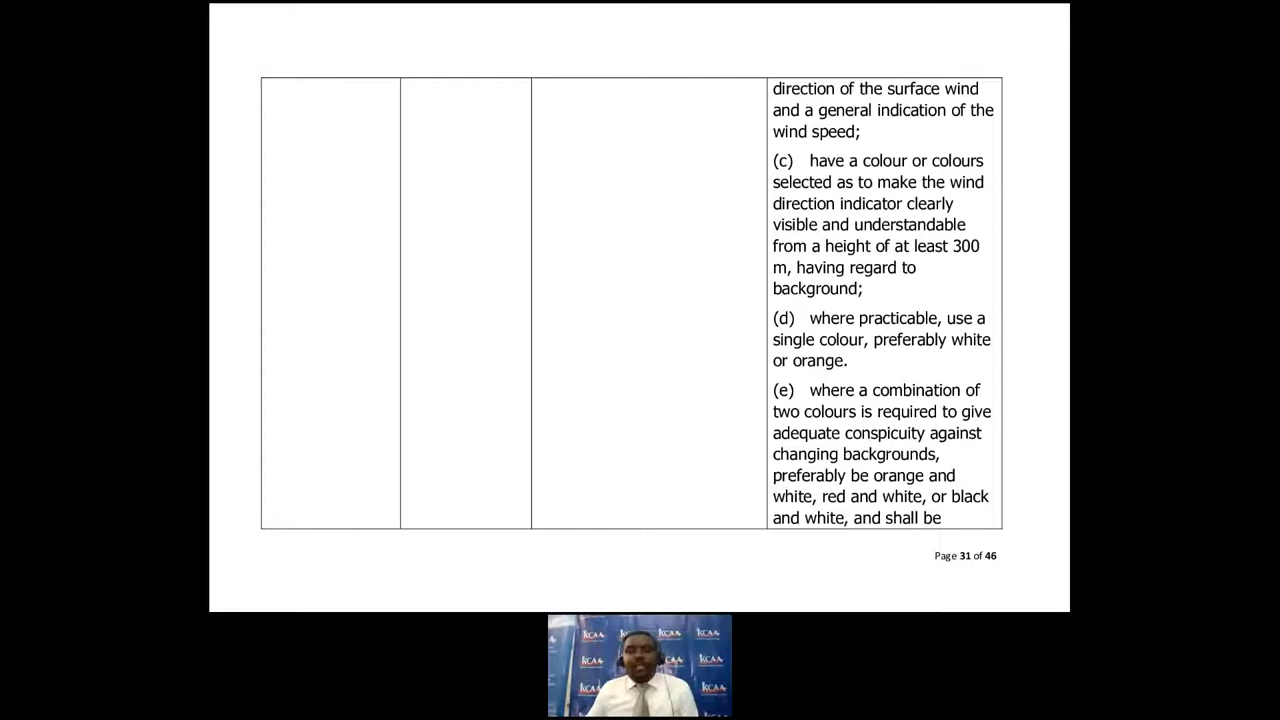 direction of the surface wind
and a general indication of the
wind speed;
(c) have a colour or colours
selected as to make the wind
direction indicator clearly
visible and understandable
from a height of at least 300
m, having regard to
background;
(d) where practicable, use a
single colour, preferably white
or orange.
(e) where a combination of
two colours is required to give
adequate conspicuity against
changing backgrounds,
preferably be orange and
white, red and white, or black
and white, and shall be
Page 31 of 46
KCAA KCAA KCAA
KCAA KCAA
KCAA KCAA